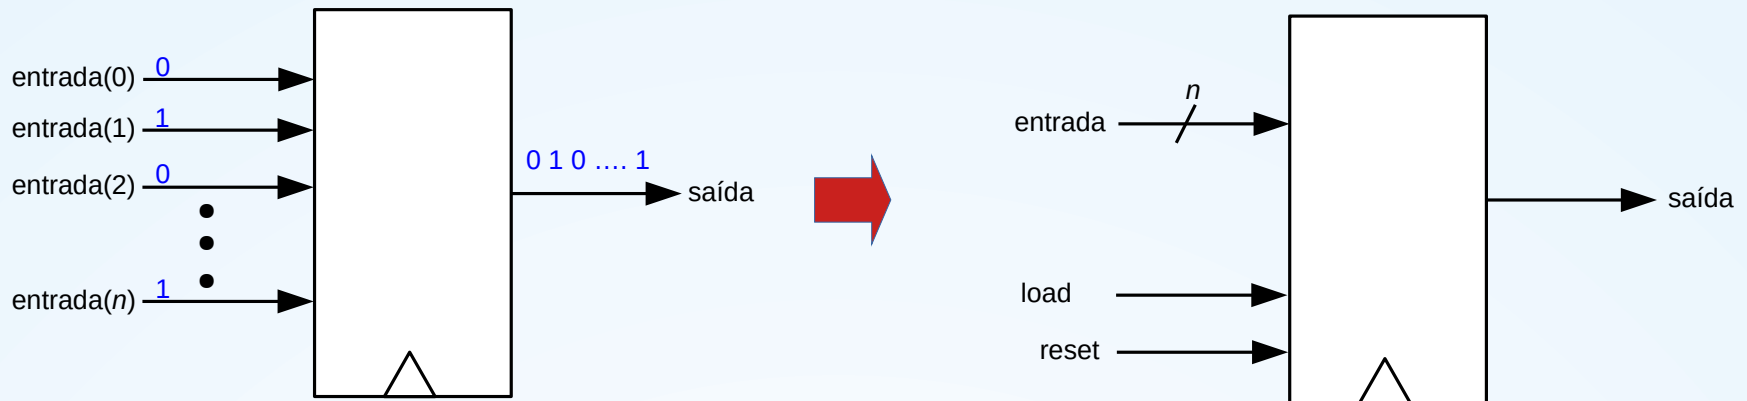 entrada(0) 0
entrada(1) 1
entrada(2) 0
entrada(n) 1
0 1 0 .... 1
saída
n
entrada
load
reset
saída